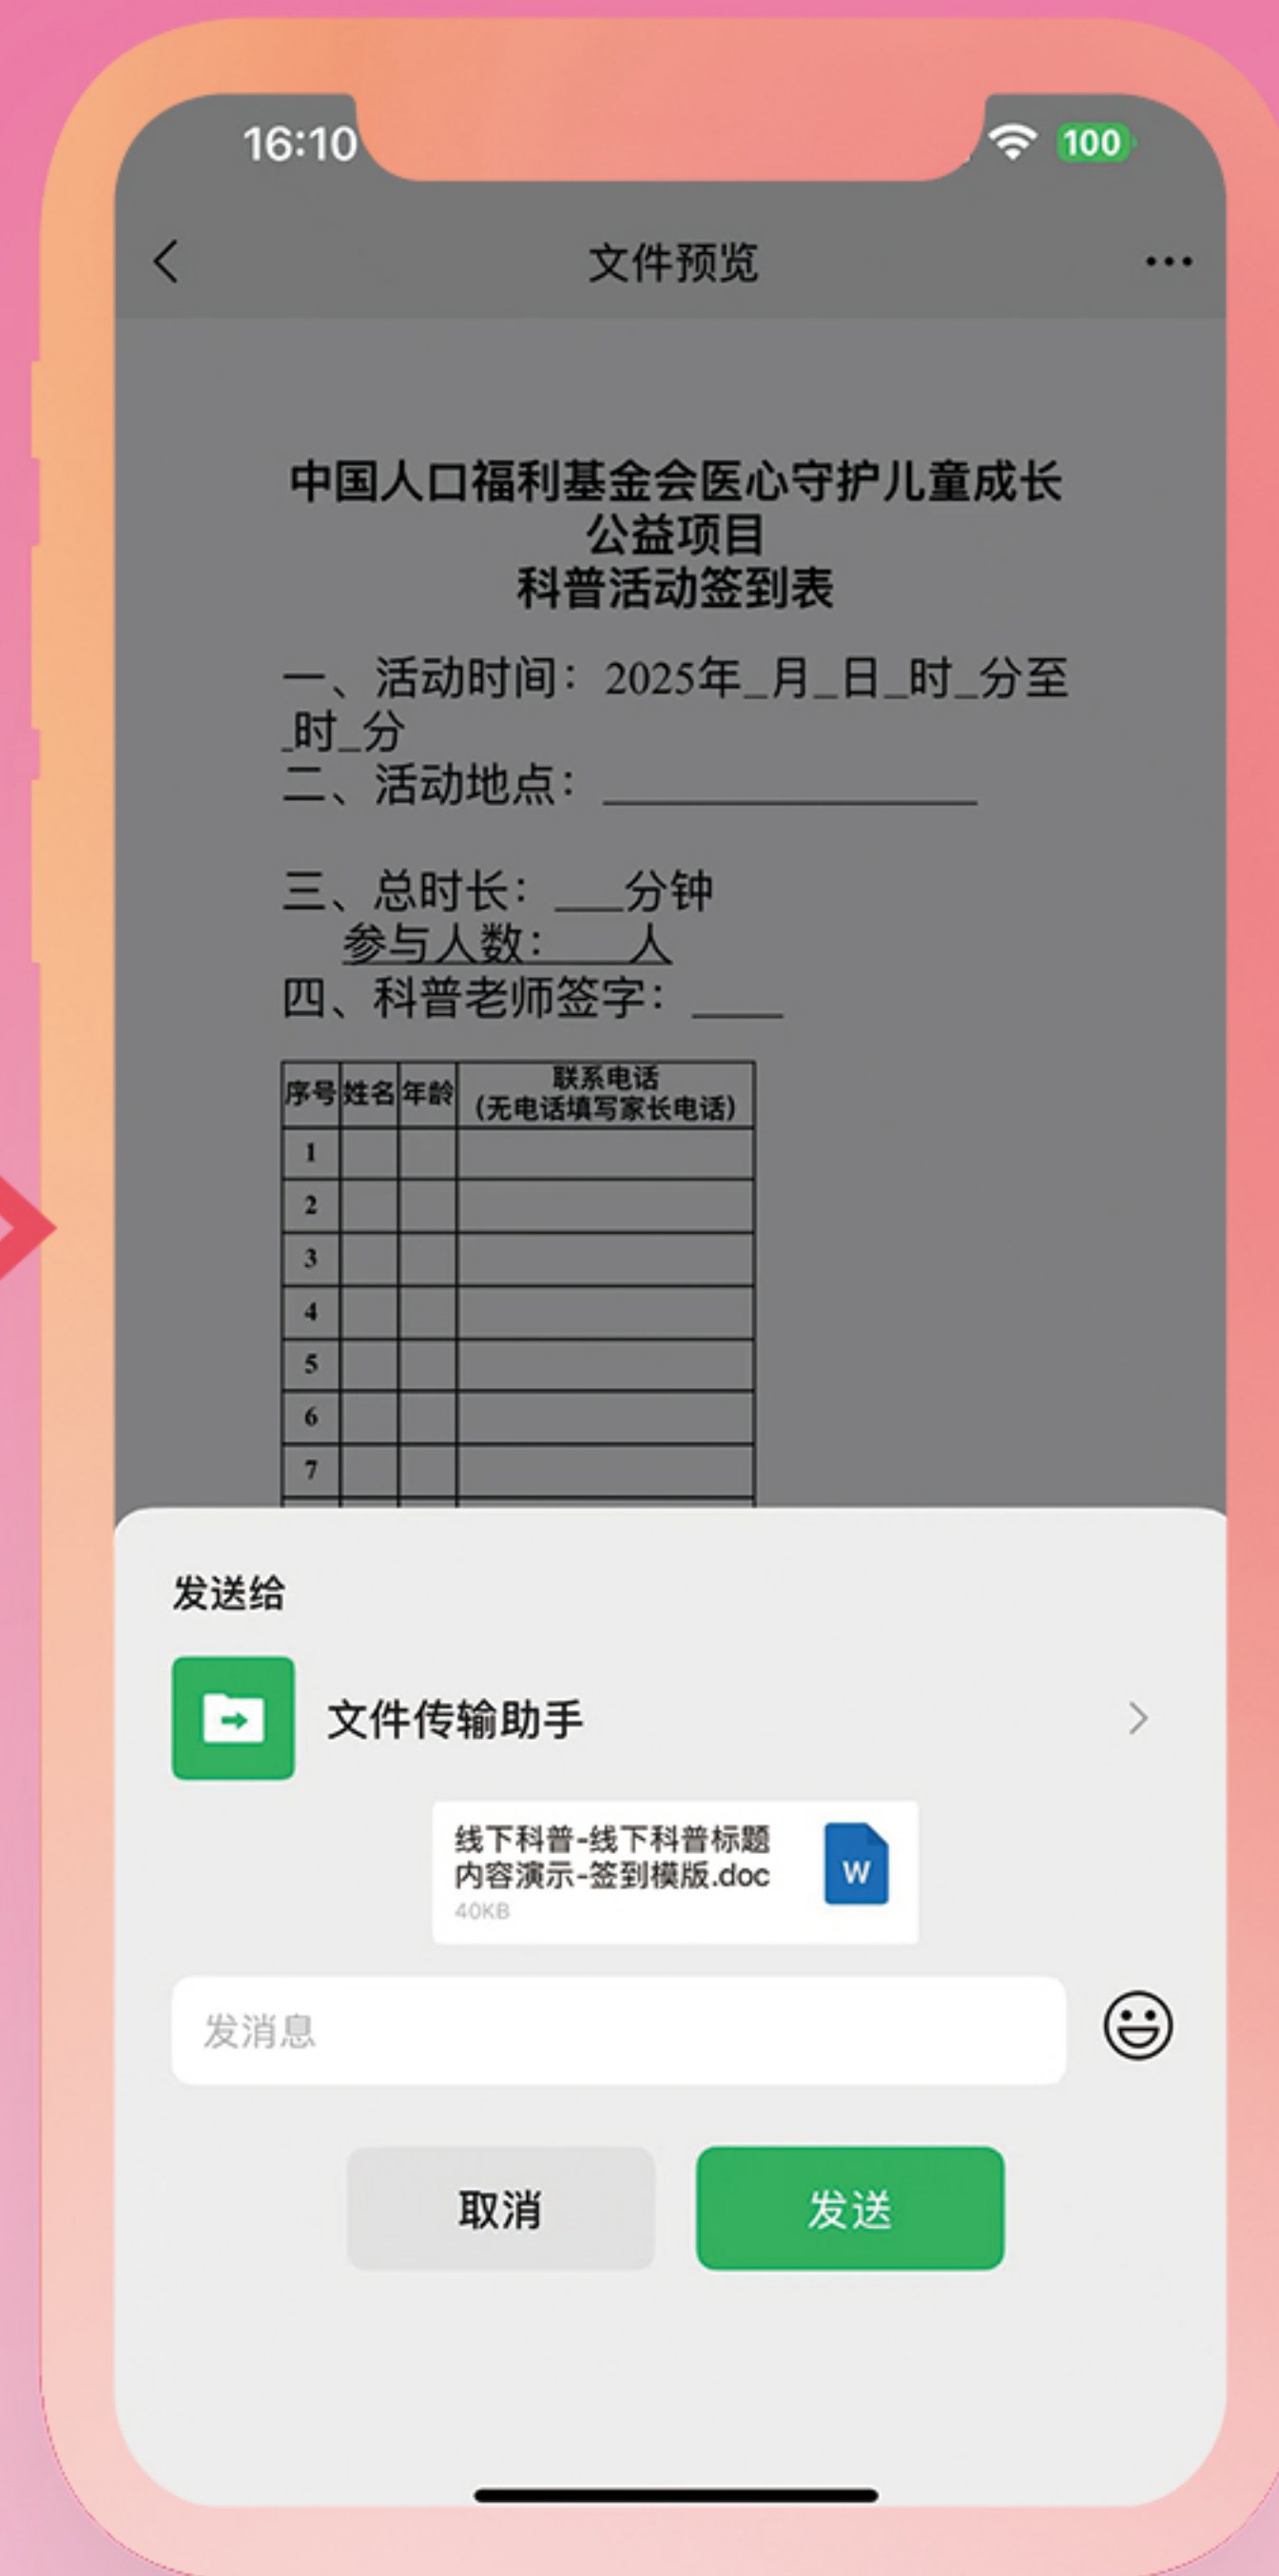 16:10
100
文件预览
中国人口福利基金会医心守护儿童成长
公益项目
科普活动签到表
一、活动时间：2025年_月_日_时_分至
_时_分
二、活动地点：________________
三、总时长：___分钟
参与人数：___人
四、科普老师签字：____
序号 姓名 年龄 联系电话
（无电话填写家长电话）
1
2
3
4
5
6
7
发送给
文件传输助手
线下科普-线下科普标题
内容演示-签到模版.doc
W
40KB
发消息
取消
发送